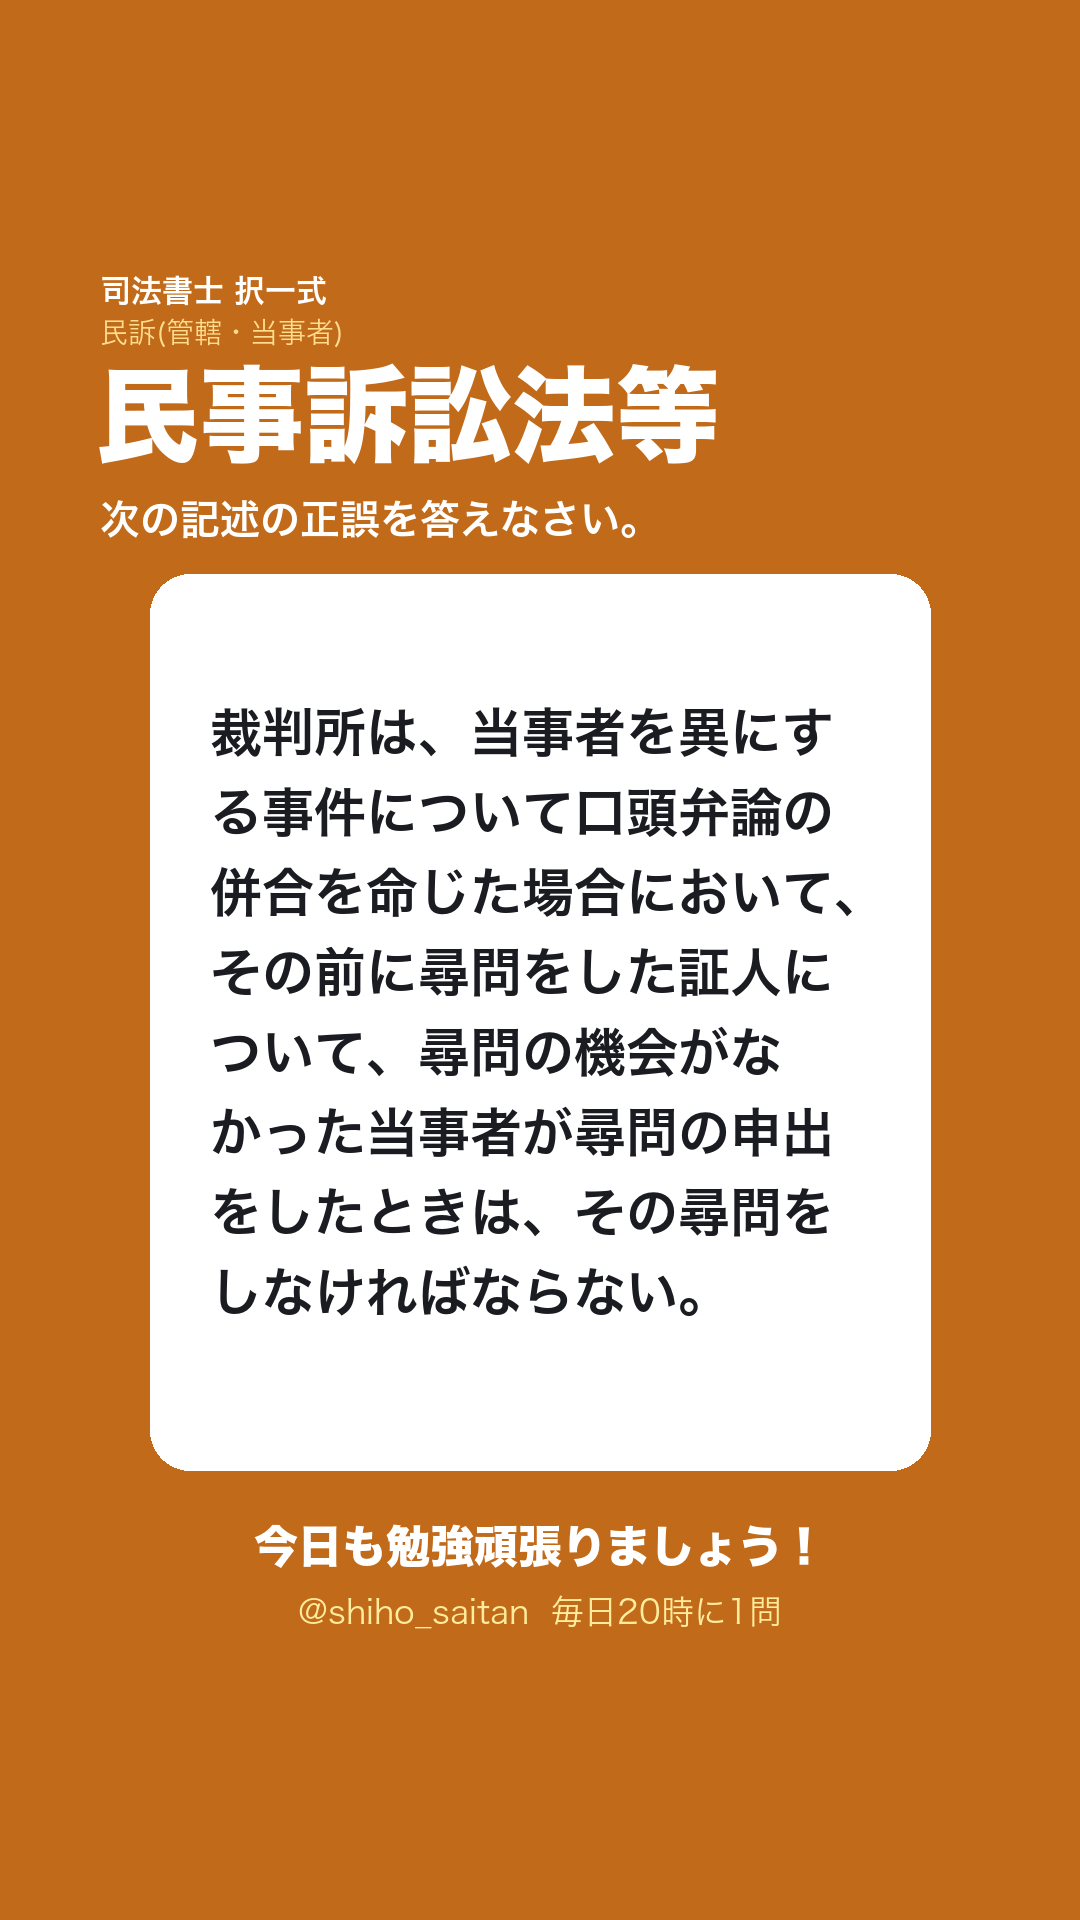 司法書士 択一式
民訴(管轄・当事者)
民事訴訟法等
次の記述の正誤を答えなさい。
裁判所は、当事者を異にす
る事件について口頭弁論の
併合を命じた場合において、
その前に尋問をした証人に
ついて、尋問の機会がな
かった当事者が尋問の申出
をしたときは、その尋問を
しなければならない。
今日も勉強頑張りましょう！
@shiho_saitan 毎日20時に1問